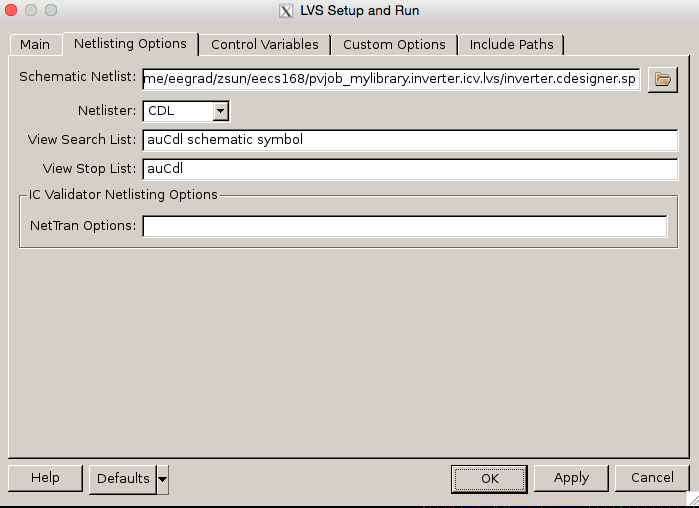 LVS Setup and Run
Main Netlisting Options Control Variables Custom Options Include Paths
Schematic Netlist: me/eegrad/zsun/eecs168/pvjob_mylibrary.inverter.icv.lvs/inverter.cdesigner.sp
Netlister: CDL
View Search List: auCdl schematic symbol
View Stop List: auCdl
IC Validator Netlisting Options
NetTran Options:
Help Defaults OK Apply Cancel